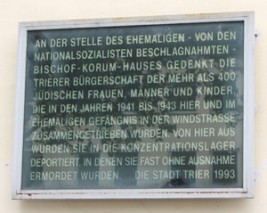 AN DER STELLE DES EHEMALIGEN - VON DEN
NATIONALSOZIALISTEN BESCHLAGNAHMTEN -
BISCHOF-KORUM-HAUSES GEDENKT DIE
TRIERER BÜRGERSCHAFT DER MEHR ALS 400
JÜDISCHEN FRAUEN, MÄNNER UND KINDER,
DIE IN DEN JAHREN 1941 BIS 1943 HIER UND IM
EHEMALIGEN GEFÄNGNIS IN DER WINDSTRASSE
ZUSAMMENGETRIEBEN WURDEN. VON HIER AUS
WURDEN SIE IN DIE KONZENTRATIONSLAGER
DEPORTIERT, IN DENEN SIE FAST OHNE AUSNAHME
ERMORDET WURDEN. DIE STADT TRIER 1993